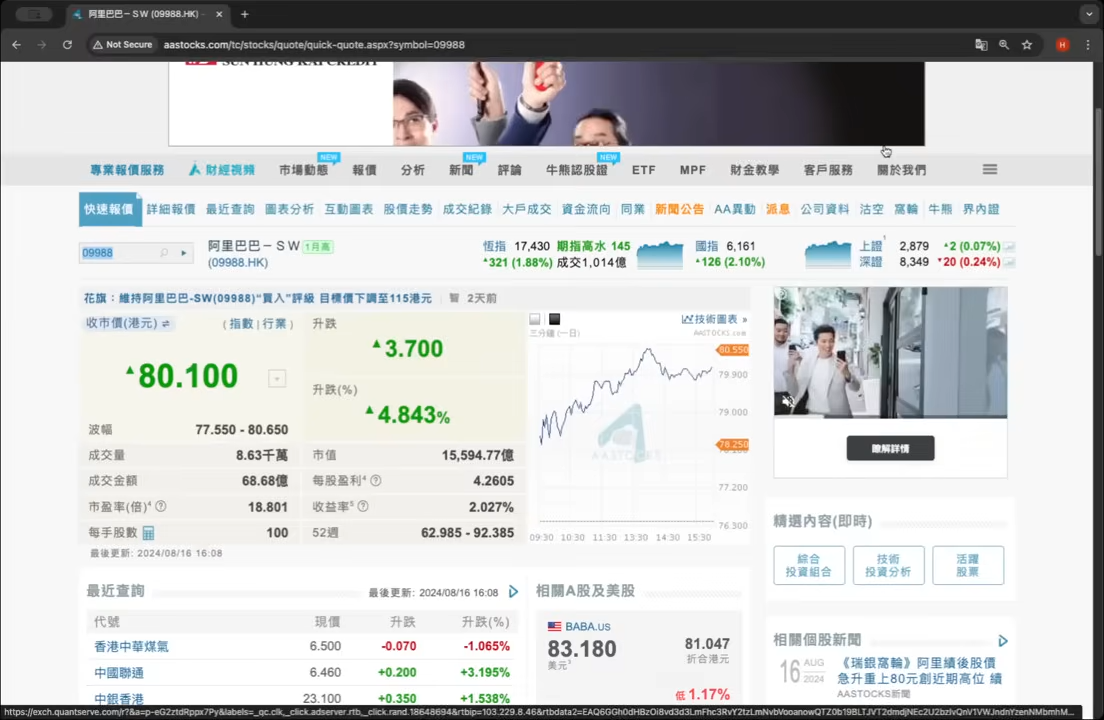 阿里巴巴－ＳＷ (09988.HK)
Not Secure
aastocks.com/tc/stocks/quote/quick-quote.aspx?symbol=09988
H
SUN HUNG KAI CREDIT
專業報價服務 財經視頻 市場動態 NEW 報價 分析 新聞 NEW 評論 牛熊認股證 NEW ETF MPF 財金教學 客戶服務 關於我們
快速報價 詳細報價 最近查詢 圖表分析 互動圖表 股價走勢 成交紀錄 大戶成交 資金流向 同業 新聞公告 AA異動 派息 公司資料 沽空 窩輪 牛熊 界內證
09988
阿里巴巴－ＳＷ 1月高
(09988.HK)
恆指 17,430 期指高水 145
321 (1.88%) 成交1,014億
國指 6,161
126 (2.10%)
上證 2,879 2 (0.07%)
深證 8,349 20 (0.24%)
花旗：維持阿里巴巴-SW(09988)“買入”評級 目標價下調至115港元 2天前
收市價(港元) (指數|行業)
80.100
波幅 77.550 - 80.650
升跌
3.700
升跌(%)
4.843%
成交量 8.63千萬 市值 15,594.77億
成交金額 68.68億 每股盈利4 4.2605
市盈率(倍)4 18.801 收益率5 2.027%
每手股數 100 52週 62.985 - 92.385
最後更新: 2024/08/16 16:08
技術圖表 »
三分鐘 (一日)
AASTOCKS.com
80.550
79.900
79.000
78.250
77.200
76.300
AASTOCKS
09:30 10:30 11:30 13:30 14:30 15:30
瞭解詳情
精選內容(即時)
綜合
投資組合
技術
投資分析
活躍
股票
最近查詢 最後更新: 2024/08/16 16:08
代號 現價 升跌 升跌(%)
香港中華煤氣 6.500 -0.070 -1.065%
中國聯通 6.460 +0.200 +3.195%
中銀香港 23.100 +0.350 +1.538%
相關A股及美股
BABA.US
83.180
美元
81.047
折合港元
低 1.17%
相關個股新聞
16 AUG
2024
《瑞銀窩輪》阿里績後股價
急升重上80元創近期高位 續
AASTOCKS新聞